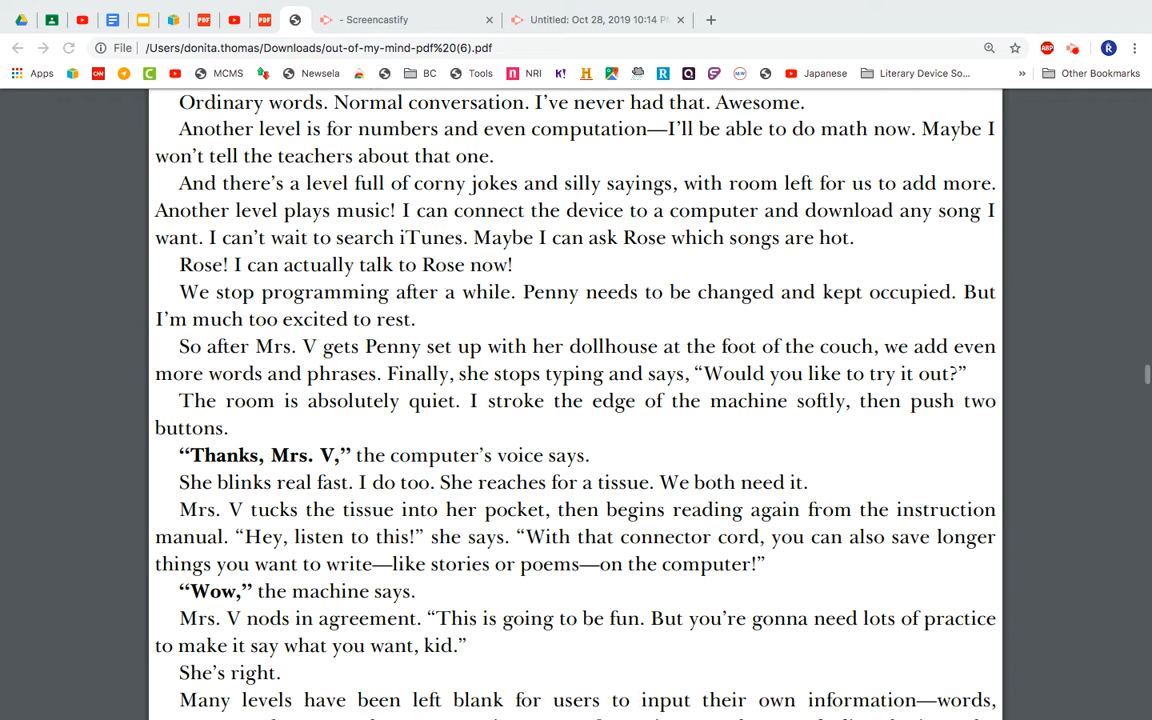 - Screencastify
Untitled: Oct 28, 2019 10:14 P
File
/Users/donita.thomas/Downloads/out-of-my-mind-pdf%20(6).pdf
Apps
MCMS
Newsela
BC
Tools
NRI
Japanese
Literary Device So...
Other Bookmarks
Ordinary words. Normal conversation. I’ve never had that. Awesome.
Another level is for numbers and even computation—I’ll be able to do math now. Maybe I
won’t tell the teachers about that one.
And there’s a level full of corny jokes and silly sayings, with room left for us to add more.
Another level plays music! I can connect the device to a computer and download any song I
want. I can’t wait to search iTunes. Maybe I can ask Rose which songs are hot.
Rose! I can actually talk to Rose now!
We stop programming after a while. Penny needs to be changed and kept occupied. But
I’m much too excited to rest.
So after Mrs. V gets Penny set up with her dollhouse at the foot of the couch, we add even
more words and phrases. Finally, she stops typing and says, “Would you like to try it out?”
The room is absolutely quiet. I stroke the edge of the machine softly, then push two
buttons.
“Thanks, Mrs. V,” the computer’s voice says.
She blinks real fast. I do too. She reaches for a tissue. We both need it.
Mrs. V tucks the tissue into her pocket, then begins reading again from the instruction
manual. “Hey, listen to this!” she says. “With that connector cord, you can also save longer
things you want to write—like stories or poems—on the computer!”
“Wow,” the machine says.
Mrs. V nods in agreement. “This is going to be fun. But you’re gonna need lots of practice
to make it say what you want, kid.”
She’s right.
Many levels have been left blank for users to input their own information—words,